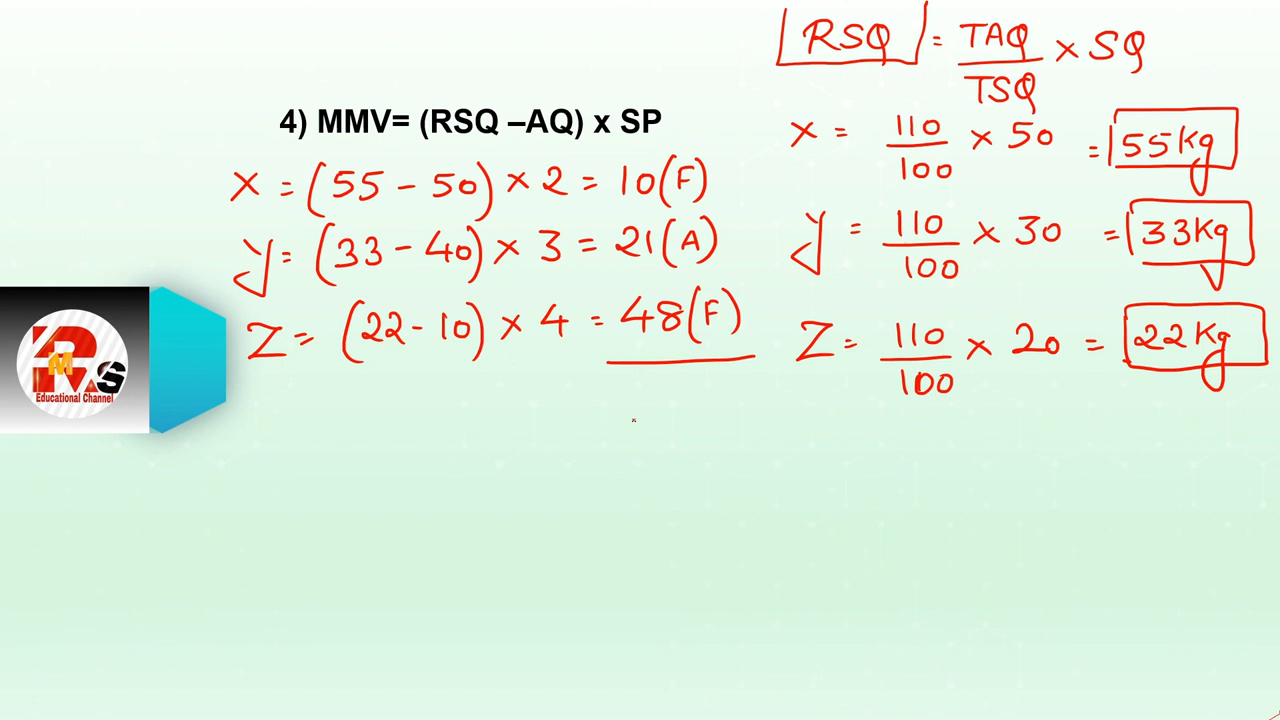 RSQ = TAQ / TSQ × SQ
4) MMV= (RSQ –AQ) x SP
X = (55 - 50) × 2 = 10(F)
y = (33 - 40) × 3 = 21(A)
Z = (22 - 10) × 4 = 48(F)
X = 110 / 100 × 50 = 55Kg
y = 110 / 100 × 30 = 33Kg
Z = 110 / 100 × 20 = 22Kg
Educational Channel